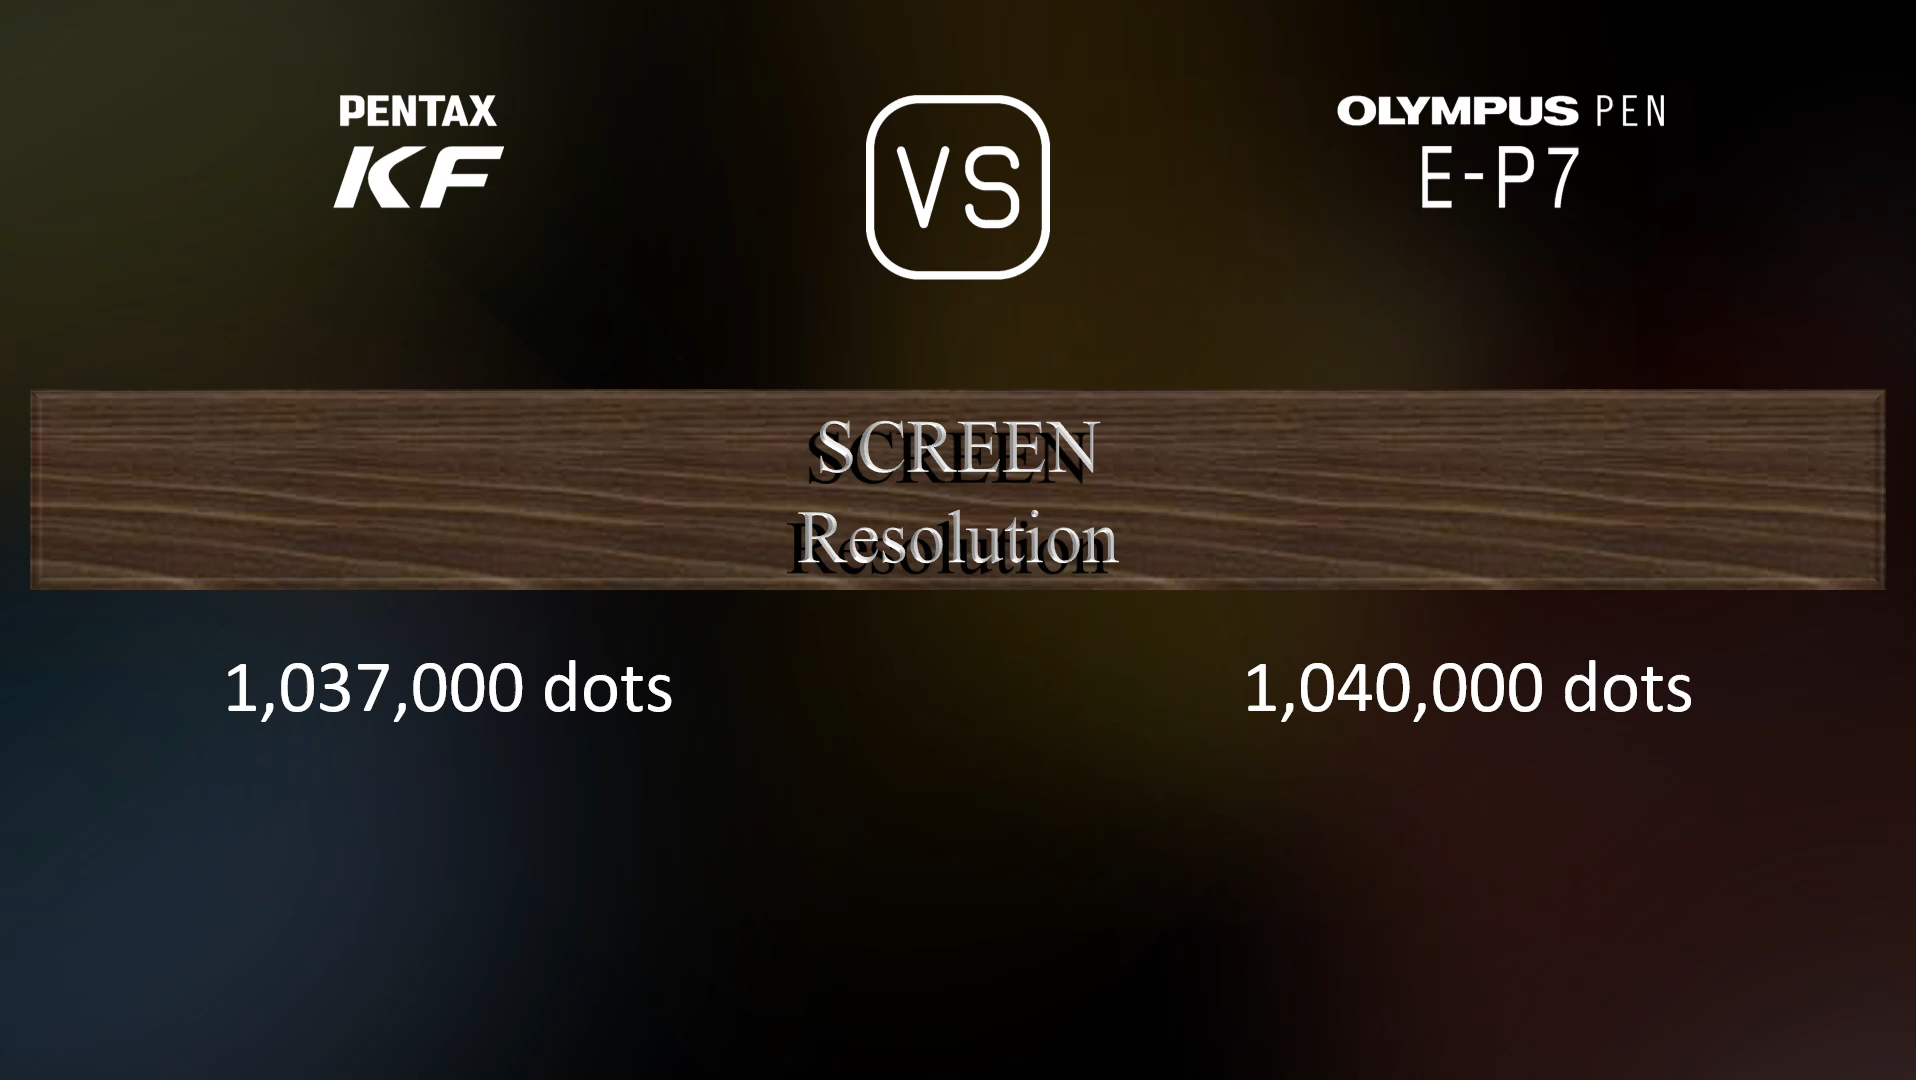 PENTAX
KF
VS
OLYMPUS PEN
E-P7
SCREEN
Resolution
1,037,000 dots
1,040,000 dots